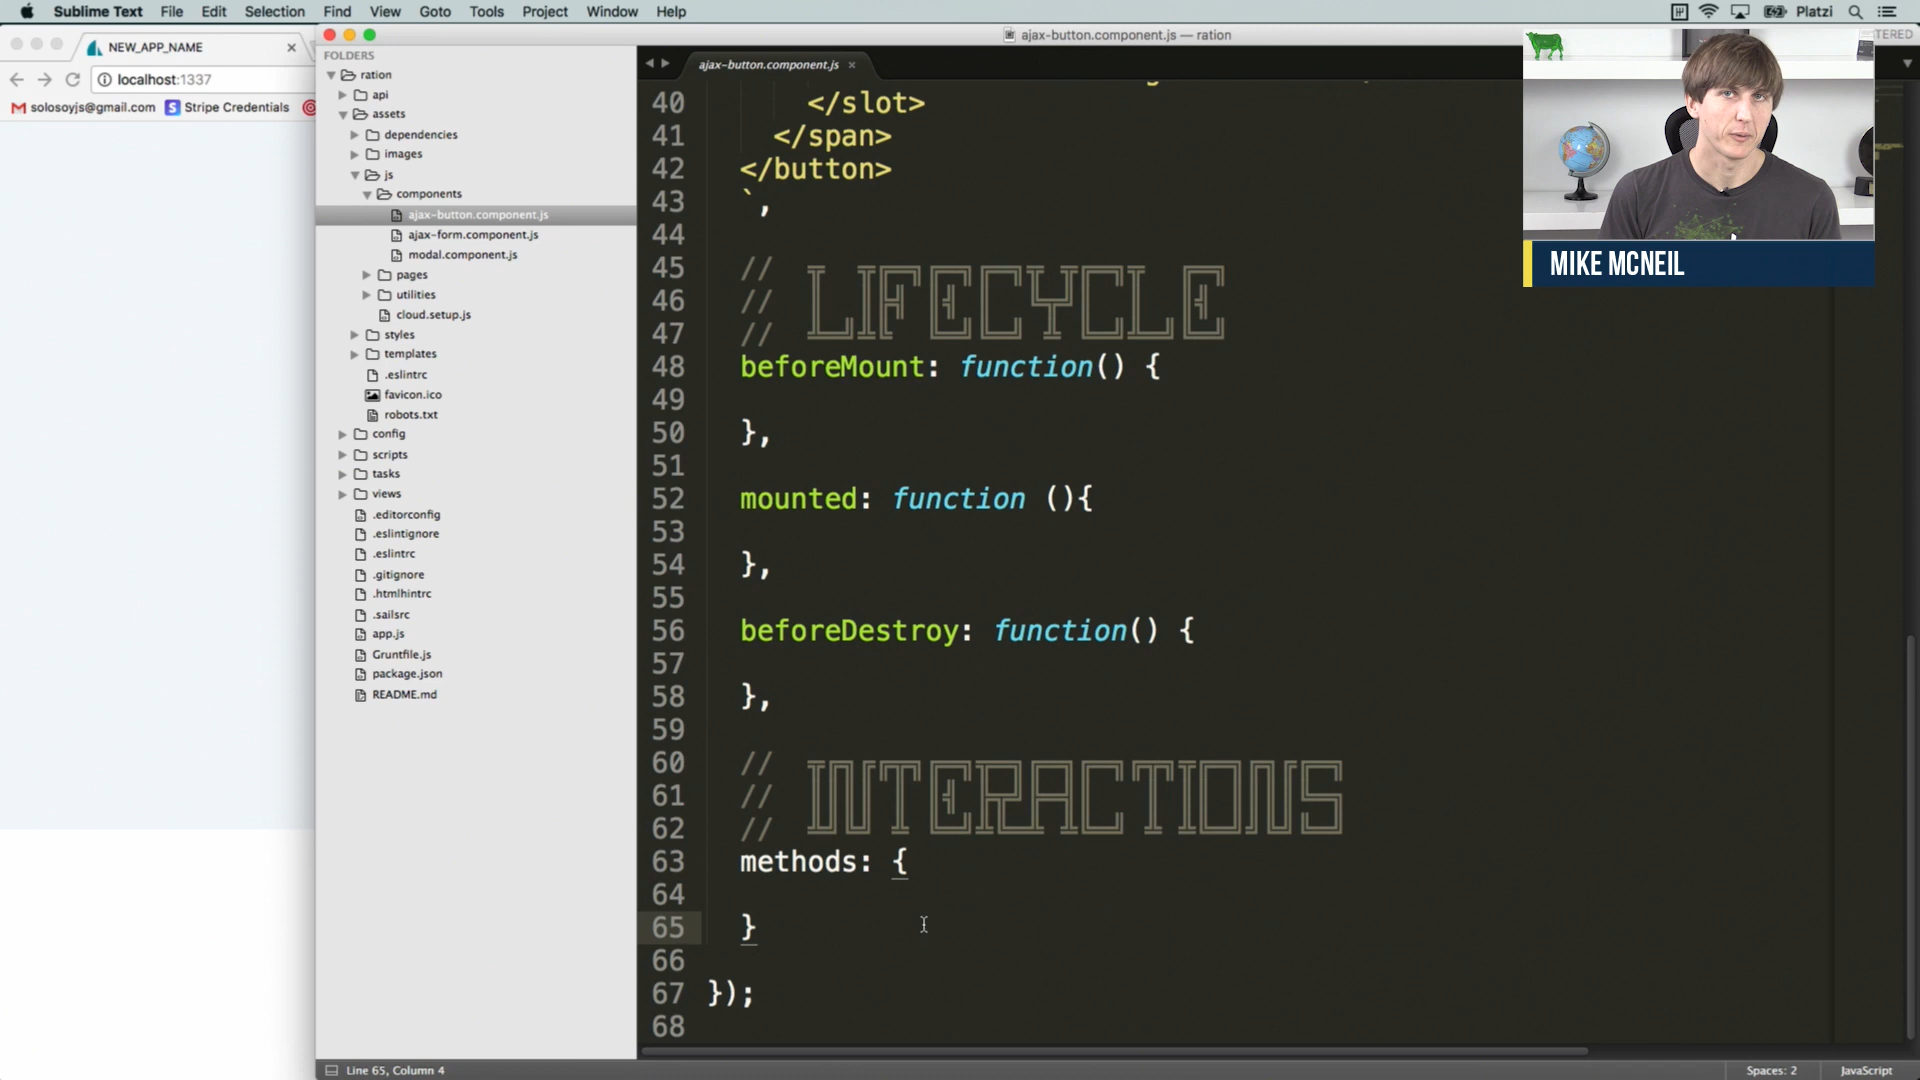 Sublime Text File Edit Selection Find View Goto Tools Project Window Help Platzi
NEW_APP_NAME
localhost:1337
solosoyjs@gmail.com Stripe Credentials
ajax-button.component.js — ration
FOLDERS
ration
api
assets
dependencies
images
js
components
ajax-button.component.js
ajax-form.component.js
modal.component.js
pages
utilities
cloud.setup.js
styles
templates
.eslintrc
favicon.ico
robots.txt
config
scripts
tasks
views
.editorconfig
.eslintignore
.eslintrc
.gitignore
.htmlhintrc
.sailsrc
app.js
Gruntfile.js
package.json
README.md
ajax-button.component.js
40 </slot>
41 </span>
42 </button>
43 `,
44
45 //
46 // LIFECYCLE
47 //
48 beforeMount: function() {
49
50 },
51
52 mounted: function (){
53
54 },
55
56 beforeDestroy: function() {
57
58 },
59
60 //
61 // INTERACTIONS
62 //
63 methods: {
64
65 }
66
67 });
68
MIKE MCNEIL
Line 65, Column 4 Spaces: 2 JavaScript